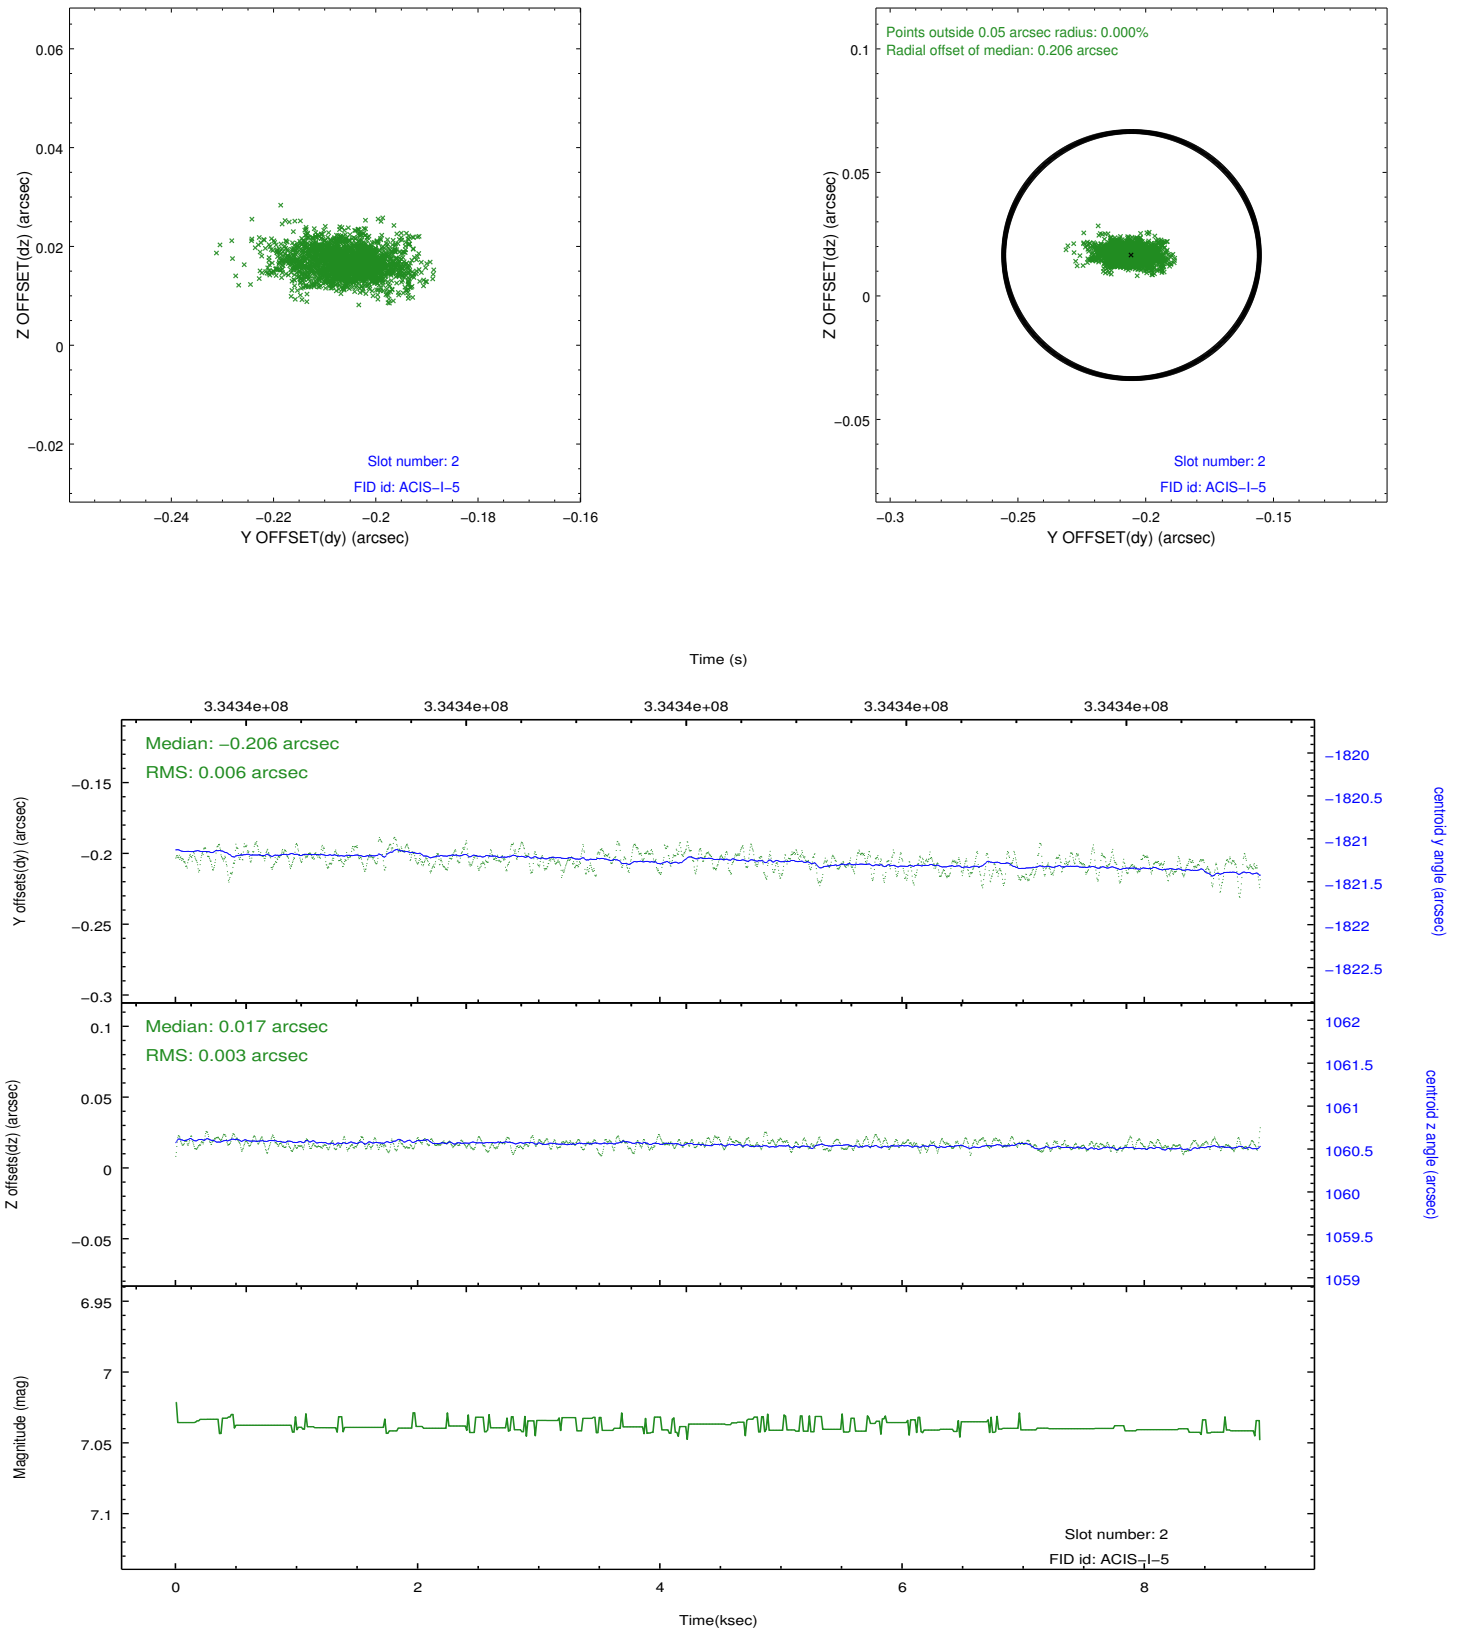 0.06
0.04
0.02
0
−0.02
Z OFFSET(dz) (arcsec)
Slot number: 2
FID id: ACIS−I−5
−0.24
−0.22
−0.2
−0.18
−0.16
Y OFFSET(dy) (arcsec)
Points outside 0.05 arcsec radius: 0.000%
Radial offset of median: 0.206 arcsec
0.1
0.05
0
−0.05
Z OFFSET(dz) (arcsec)
Slot number: 2
FID id: ACIS−I−5
−0.3
−0.25
−0.2
−0.15
Y OFFSET(dy) (arcsec)
Time (s)
3.3434e+08
3.3434e+08
3.3434e+08
3.3434e+08
3.3434e+08
Median: −0.206 arcsec
RMS: 0.006 arcsec
−0.15
−0.2
−0.25
−0.3
Y offsets(dy) (arcsec)
−1820
−1820.5
−1821
−1821.5
−1822
−1822.5
centroid y angle (arcsec)
Median: 0.017 arcsec
RMS: 0.003 arcsec
0.1
0.05
0
−0.05
Z offsets(dz) (arcsec)
1062
1061.5
1061
1060.5
1060
1059.5
1059
centroid z angle (arcsec)
6.95
7
7.05
7.1
Magnitude (mag)
Slot number: 2
FID id: ACIS−I−5
0
2
4
6
8
Time(ksec)